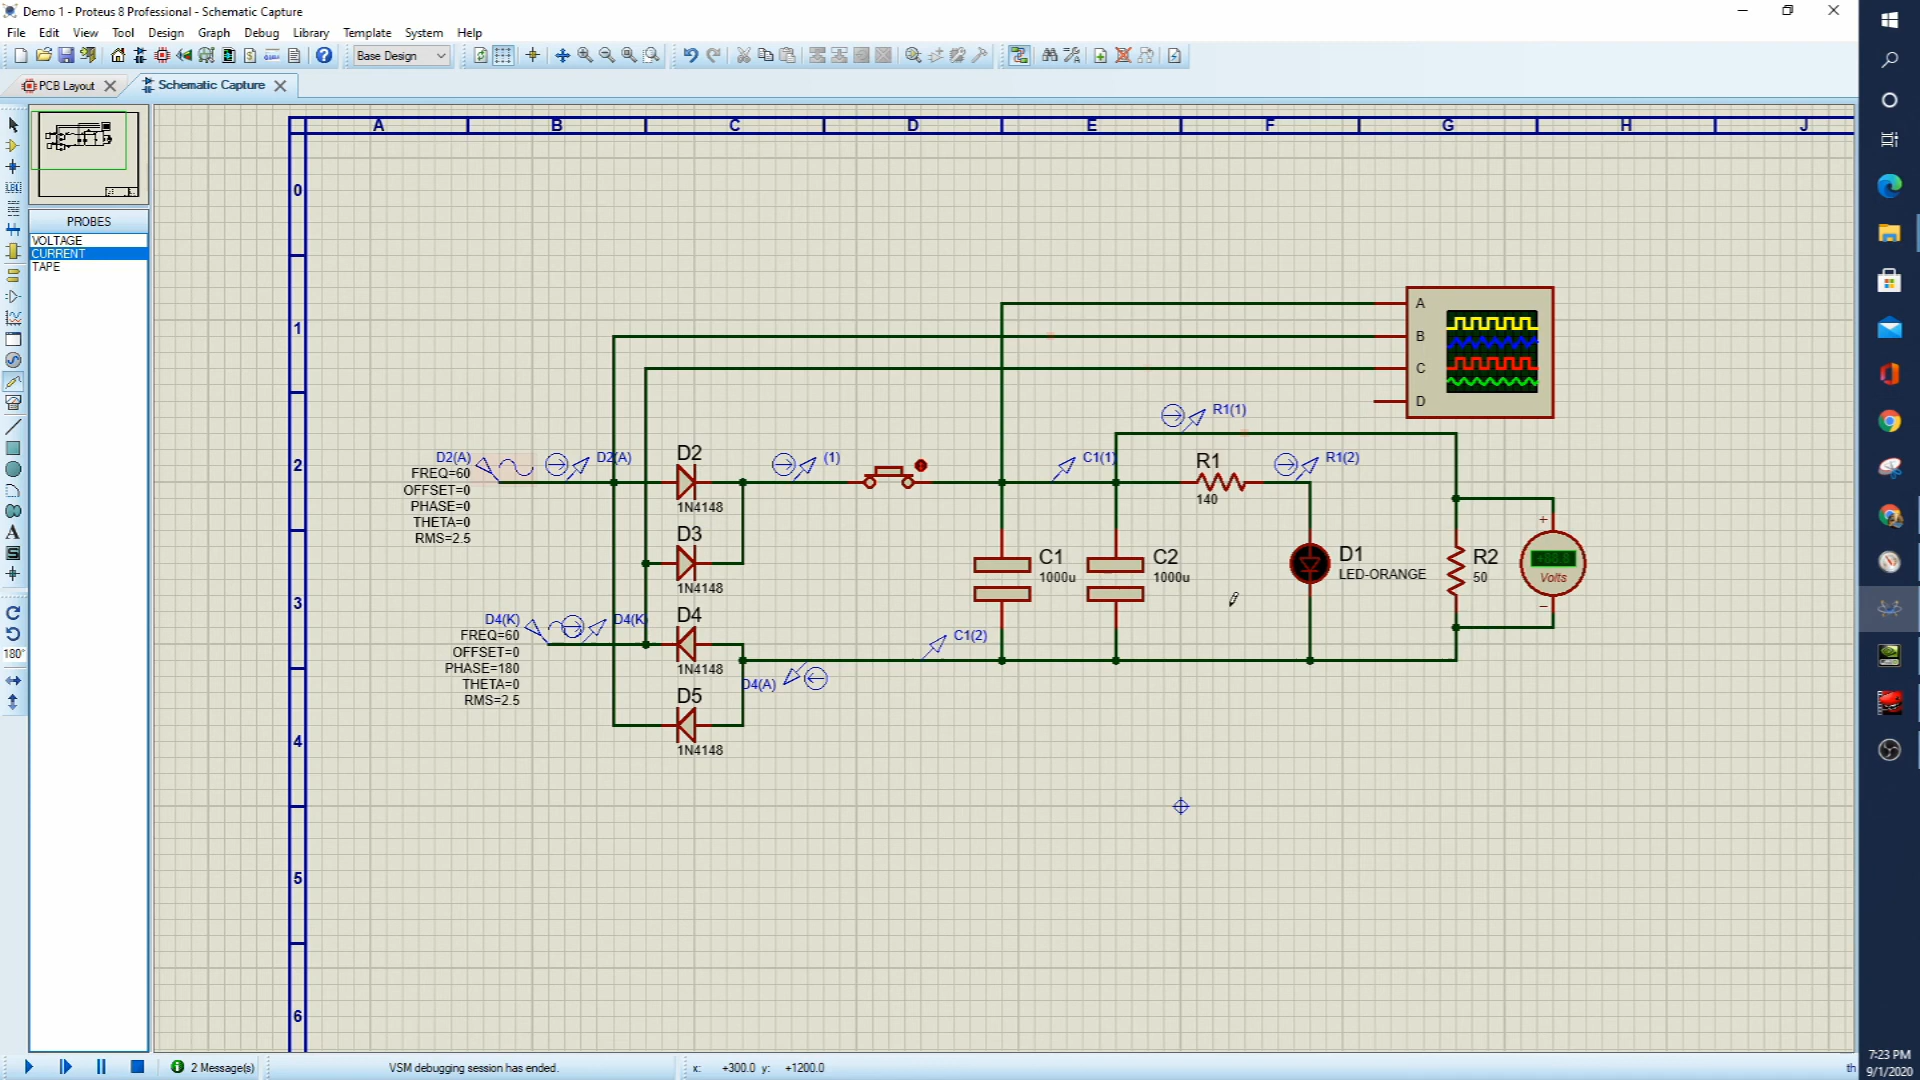 Demo 1 - Proteus 8 Professional - Schematic Capture
File Edit View Tool Design Graph Debug Library Template System Help
Base Design
PCB Layout
Schematic Capture
PROBES
VOLTAGE
CURRENT
TAPE
A B C D E F G H J
0
1
2
3
4
5
6
A
B
C
D
D2(A)
FREQ=60
OFFSET=0
PHASE=0
THETA=0
RMS=2.5
D2(A)
D2
1N4148
(1)
C1(1)
R1(1)
R1
140
R1(2)
D3
1N4148
C1
1000u
C2
1000u
D1
LED-ORANGE
R2
50
+
Volts
−
D4(K)
FREQ=60
OFFSET=0
PHASE=180
THETA=0
RMS=2.5
D4(K)
D4
1N4148
D4(A)
C1(2)
D5
1N4148
180°
2 Message(s)
VSM debugging session has ended.
x: +300.0 y: +1200.0
th
7:23 PM
9/1/2020